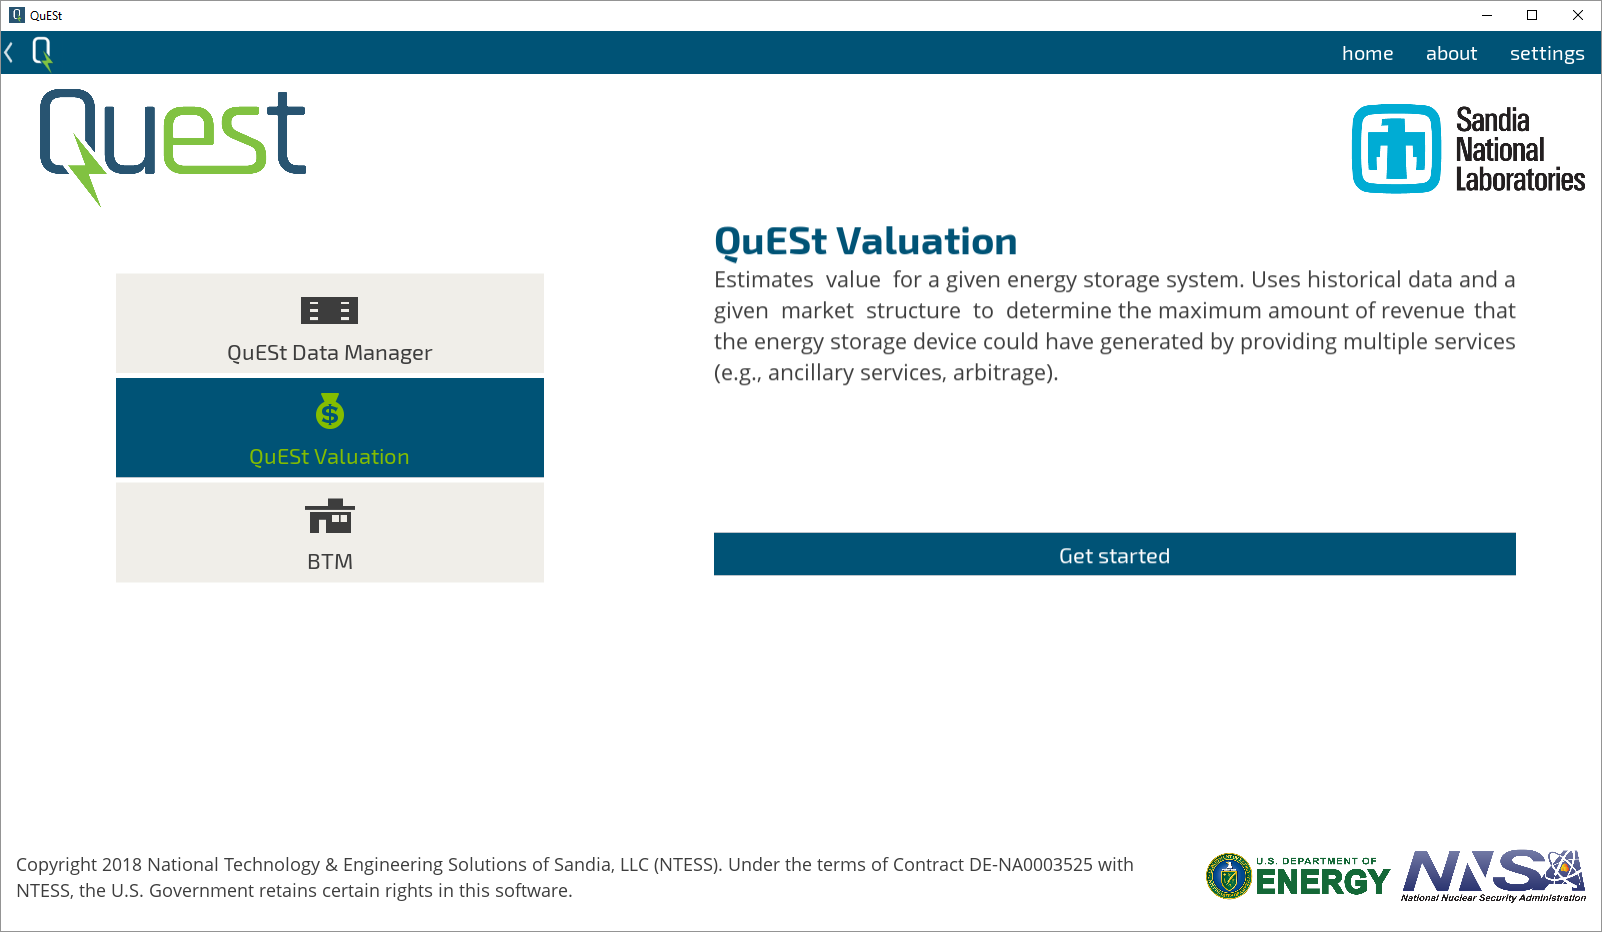 QuESt
home about settings
Quest
Sandia
National
Laboratories
QuESt Valuation
Estimates value for a given energy storage system. Uses historical data and a
given market structure to determine the maximum amount of revenue that
the energy storage device could have generated by providing multiple services
(e.g., ancillary services, arbitrage).
QuESt Data Manager
$
QuESt Valuation
BTM
Get started
Copyright 2018 National Technology & Engineering Solutions of Sandia, LLC (NTESS). Under the terms of Contract DE-NA0003525 with
NTESS, the U.S. Government retains certain rights in this software.
U.S. DEPARTMENT OF
ENERGY
NNSA
National Nuclear Security Administration